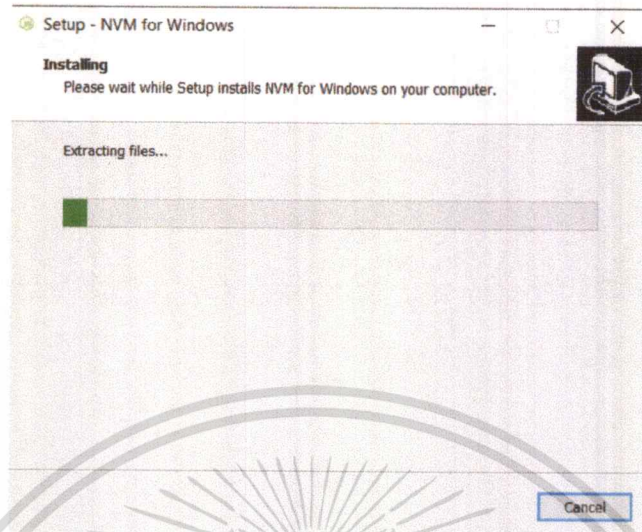 Setup - NVM for Windows
Installing
Please wait while Setup installs NVM for Windows on your computer.
Extracting files...
Cancel